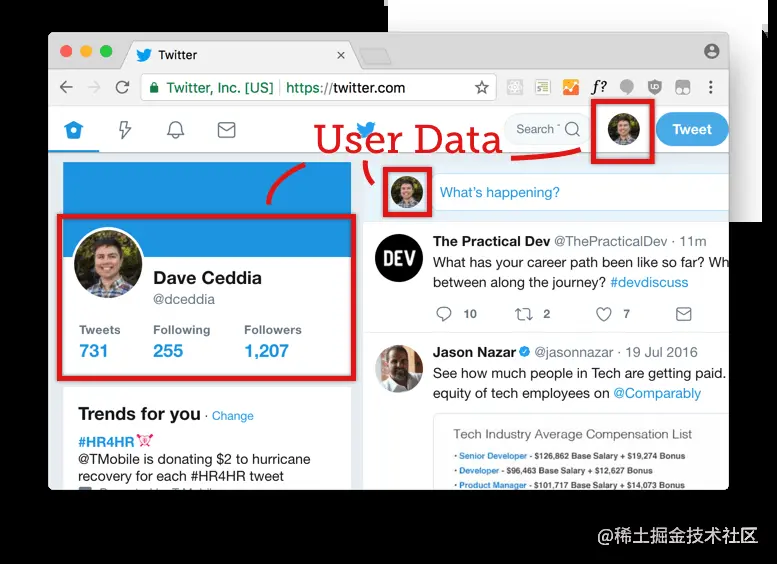 Twitter
Twitter, Inc. [US] https://twitter.com
f?
Search
Tweet
User Data
What's happening?
Dave Ceddia
@dceddia
Tweets Following Followers
731 255 1,207
The Practical Dev @ThePracticalDev · 11m
What has your career path been like so far? Wh
between along the journey? #devdiscuss
10 2 7
Jason Nazar @jasonnazar · 19 Jul 2016
See how much people in Tech are getting paid.
equity of tech employees on @Comparably
Tech Industry Average Compensation List
• Senior Developer - $126,862 Base Salary + $19,274 Bonus
• Developer - $96,463 Base Salary + $12,627 Bonus
• Product Manager - $101,717 Base Salary + $14,073 Bonus
Trends for you · Change
#HR4HR
@TMobile is donating $2 to hurricane
recovery for each #HR4HR tweet
DEV
@稀土掘金技术社区